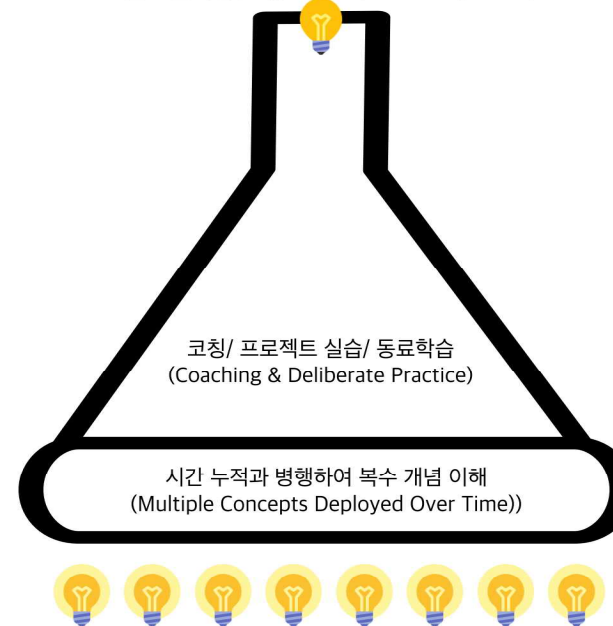 코칭/ 프로젝트 실습/ 동료학습
(Coaching & Deliberate Practice)
시간 누적과 병행하여 복수 개념 이해
(Multiple Concepts Deployed Over Time))